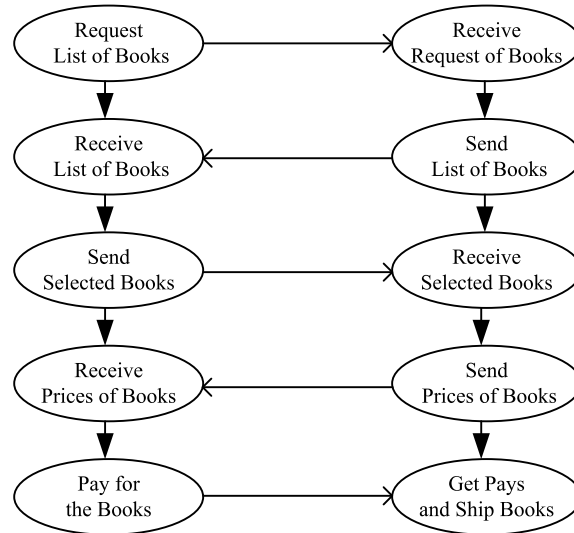 Request
List of Books
Receive
Request of Books
Receive
List of Books
Send
List of Books
Send
Selected Books
Receive
Selected Books
Receive
Prices of Books
Send
Prices of Books
Pay for
the Books
Get Pays
and Ship Books